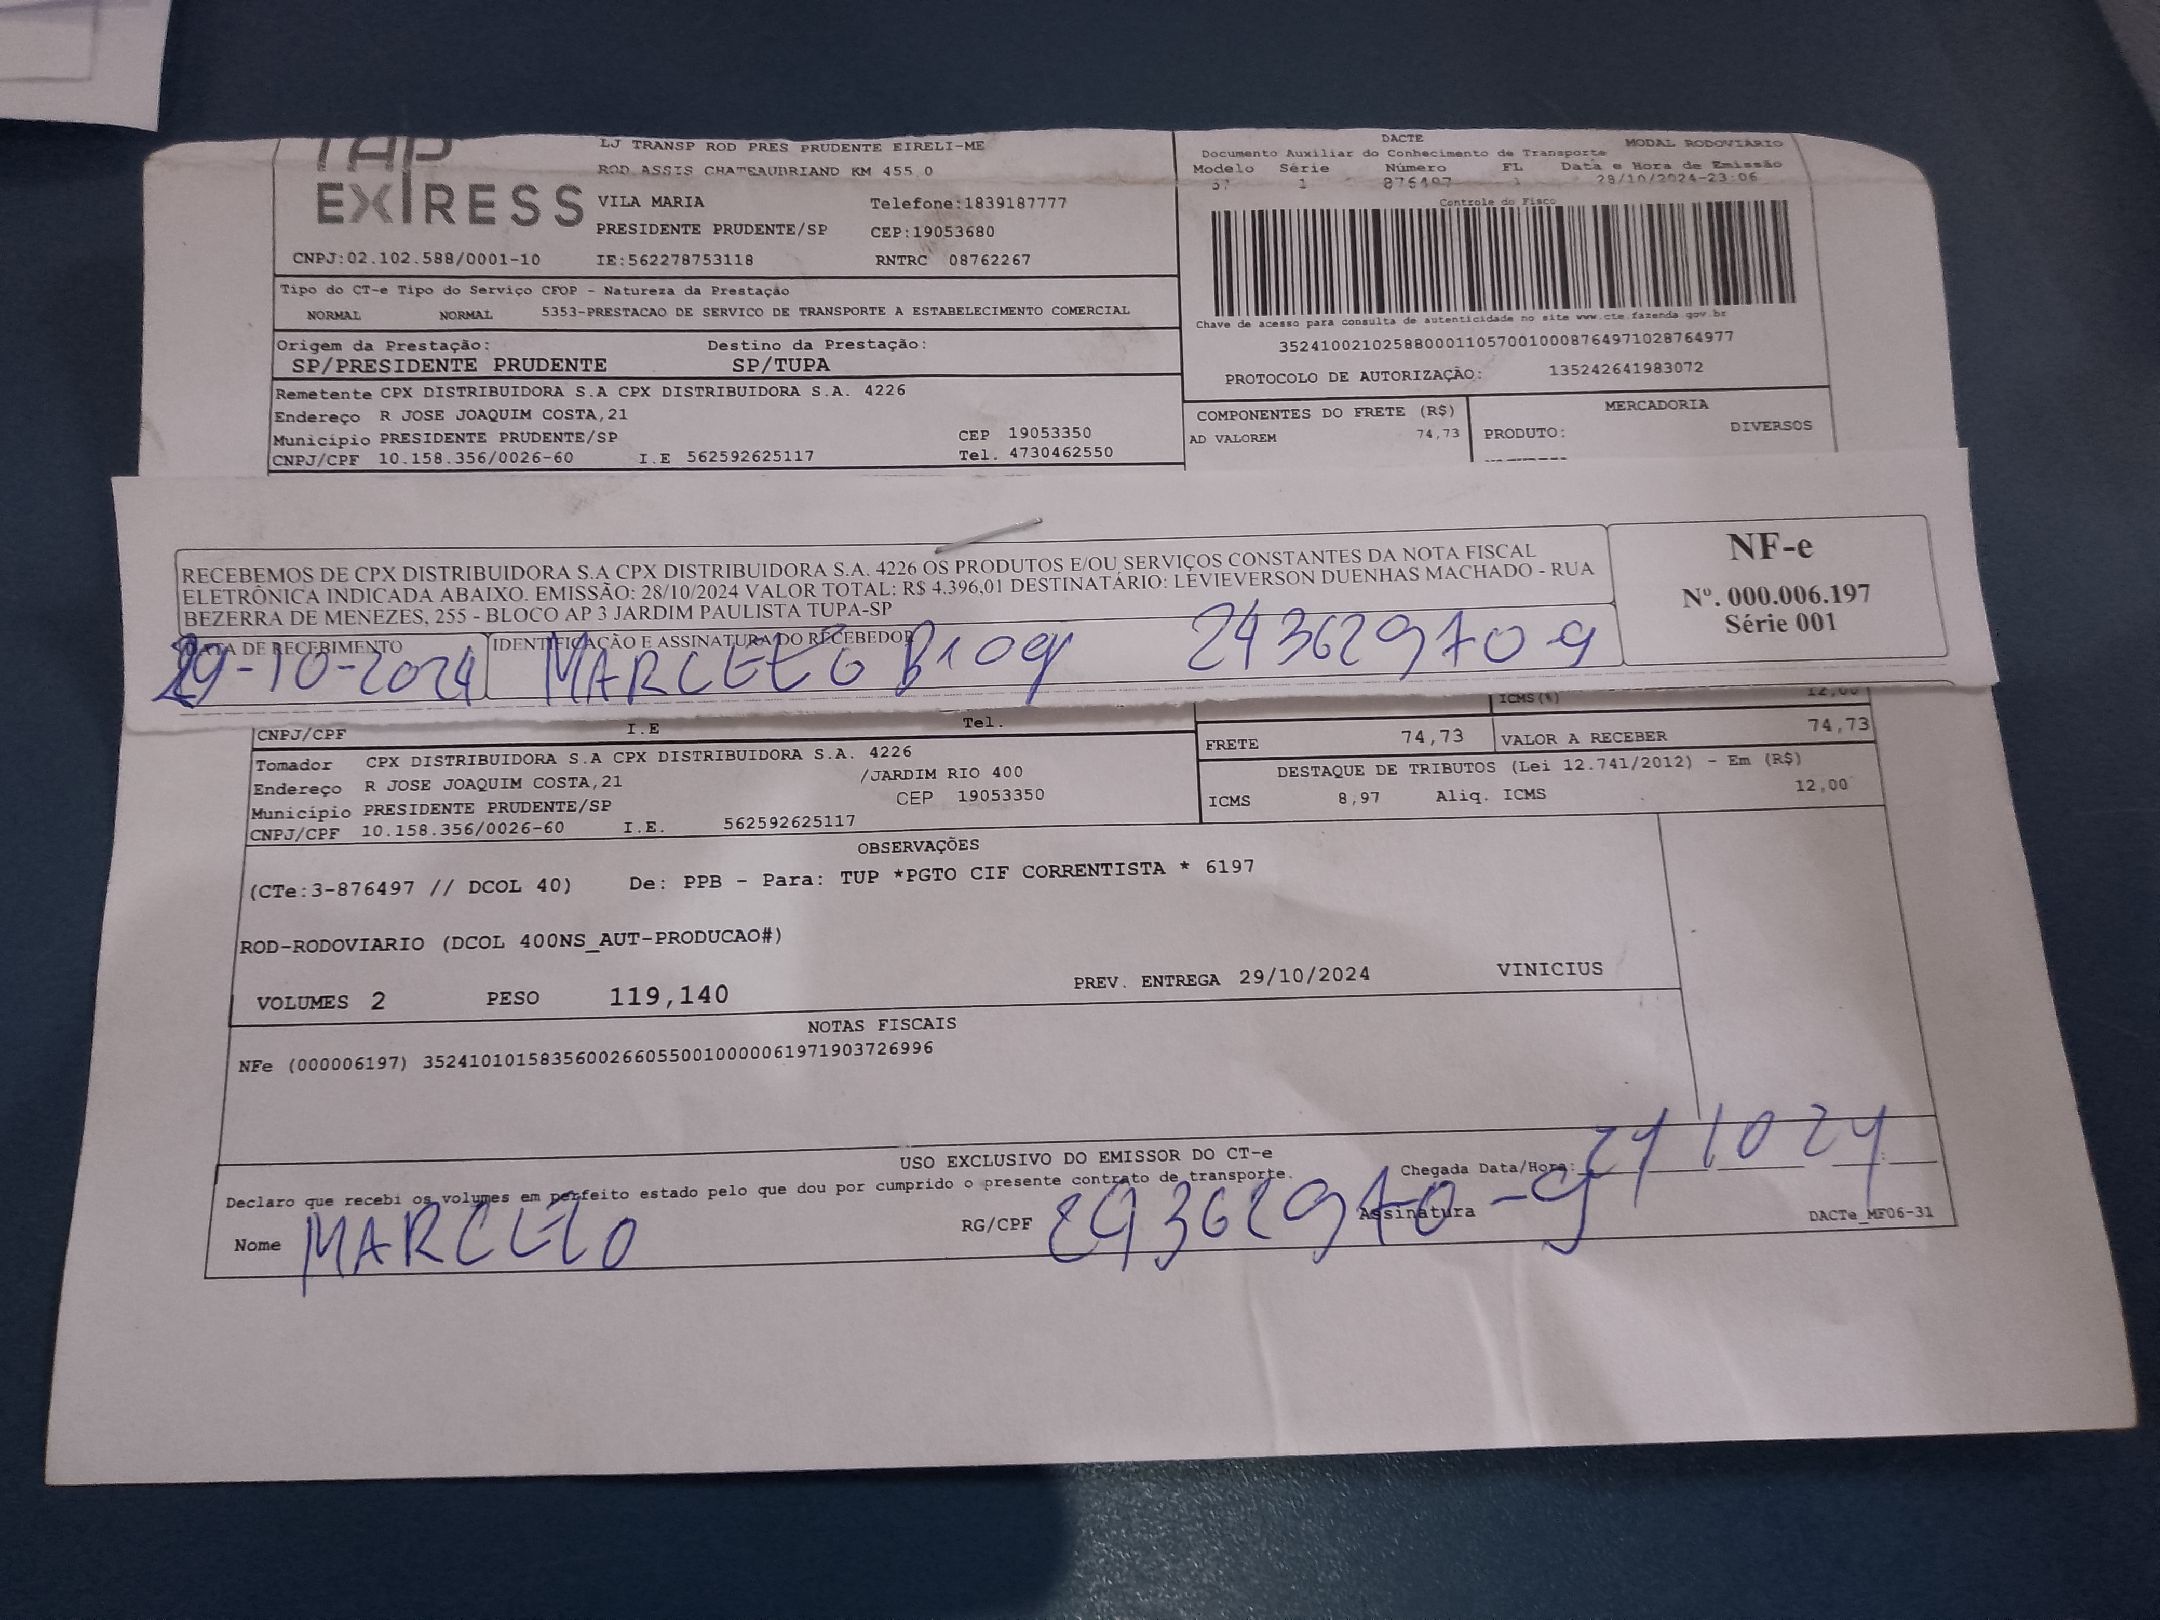 TAP
EXPRESS
LJ TRANSP ROD PRES PRUDENTE EIRELI-ME
ROD ASSIS CHATEAUBRIAND KM 455 0
VILA MARIA Telefone:1839187777
PRESIDENTE PRUDENTE/SP CEP:19053680
CNPJ:02.102.588/0001-10 IE:562278753118 RNTRC 08762267
Tipo do CT-e Tipo do Serviço CFOP - Natureza da Prestação
NORMAL NORMAL 5353-PRESTACAO DE SERVICO DE TRANSPORTE A ESTABELECIMENTO COMERCIAL
Origem da Prestação: Destino da Prestação:
SP/PRESIDENTE PRUDENTE SP/TUPA
Remetente CPX DISTRIBUIDORA S.A CPX DISTRIBUIDORA S.A. 4226
Endereço R JOSE JOAQUIM COSTA,21
Município PRESIDENTE PRUDENTE/SP CEP 19053350
CNPJ/CPF 10.158.356/0026-60 I.E 562592625117 Tel. 4730462550
DACTE MODAL RODOVIÁRIO
Documento Auxiliar do Conhecimento de Transporte
Modelo Série Número FL Data e Hora de Emissão
57 1 876497 1 28/10/2024-23:06
Controle do Fisco
Chave de acesso para consulta de autenticidade no site www.cte.fazenda.gov.br
35241002102588000110570010008764971028764977
PROTOCOLO DE AUTORIZAÇÃO: 135242641983072
COMPONENTES DO FRETE (R$) MERCADORIA
AD VALOREM 74,73 PRODUTO: DIVERSOS
RECEBEMOS DE CPX DISTRIBUIDORA S.A CPX DISTRIBUIDORA S.A. 4226 OS PRODUTOS E/OU SERVIÇOS CONSTANTES DA NOTA FISCAL
ELETRÔNICA INDICADA ABAIXO. EMISSÃO: 28/10/2024 VALOR TOTAL: R$ 4.396,01 DESTINATÁRIO: LEVIEVERSON DUENHAS MACHADO - RUA
BEZERRA DE MENEZES, 255 - BLOCO AP 3 JARDIM PAULISTA TUPA-SP
DATA DE RECEBIMENTO IDENTIFICAÇÃO E ASSINATURA DO RECEBEDOR
29-10-2024 MARCELO 24362970 9
NF-e
Nº. 000.006.197
Série 001
CNPJ/CPF I.E Tel.
ICMS(%) 12,00
FRETE 74,73 VALOR A RECEBER 74,73
Tomador CPX DISTRIBUIDORA S.A CPX DISTRIBUIDORA S.A. 4226
Endereço R JOSE JOAQUIM COSTA,21 /JARDIM RIO 400
Município PRESIDENTE PRUDENTE/SP CEP 19053350
CNPJ/CPF 10.158.356/0026-60 I.E. 562592625117
DESTAQUE DE TRIBUTOS (Lei 12.741/2012) - Em (R$)
ICMS 8,97 Aliq. ICMS 12,00
OBSERVAÇÕES
(CTe:3-876497 // DCOL 40) De: PPB - Para: TUP *PGTO CIF CORRENTISTA * 6197
ROD-RODOVIARIO (DCOL 400NS_AUT-PRODUCAO#)
VOLUMES 2 PESO 119,140 PREV. ENTREGA 29/10/2024 VINICIUS
NOTAS FISCAIS
NFe (000006197) 35241010158356002660550010000061971903726996
USO EXCLUSIVO DO EMISSOR DO CT-e
Declaro que recebi os volumes em perfeito estado pelo que dou por cumprido o presente contrato de transporte. Chegada Data/Hora: 29 10 24
Nome MARCELO RG/CPF 24362970-9 Assinatura DACTe_MF06-31